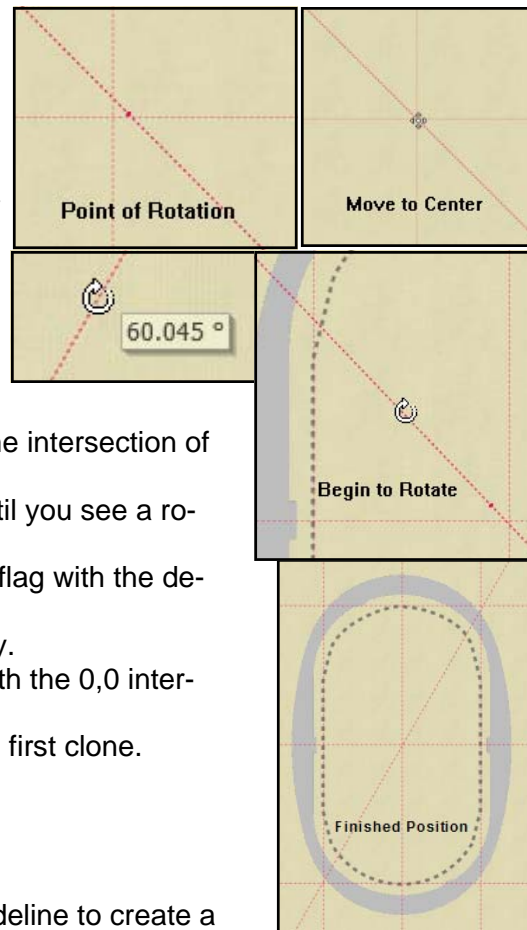 Point of Rotation
Move to Center
60.045 °
he intersection of
Begin to Rotate
til you see a ro-
flag with the de-
y.
th the 0,0 inter-
first clone.
Finished Position
deline to create a